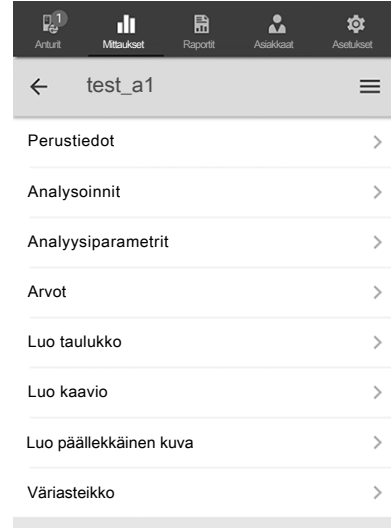 1
Anturit Mittaukset Raportit Asiakkaat Asetukset
test_a1
Perustiedot
Analysoinnit
Analyysiparametrit
Arvot
Luo taulukko
Luo kaavio
Luo päällekkäinen kuva
Väriasteikko